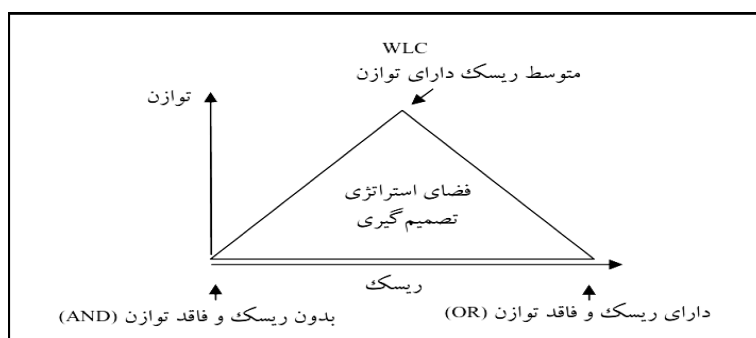 WLC
متوسط ریسک دارای توازن
توازن
فضای استراتژی
تصمیم‌گیری
ریسک
دارای ریسک و فاقد توازن (OR)
بدون ریسک و فاقد توازن (AND)